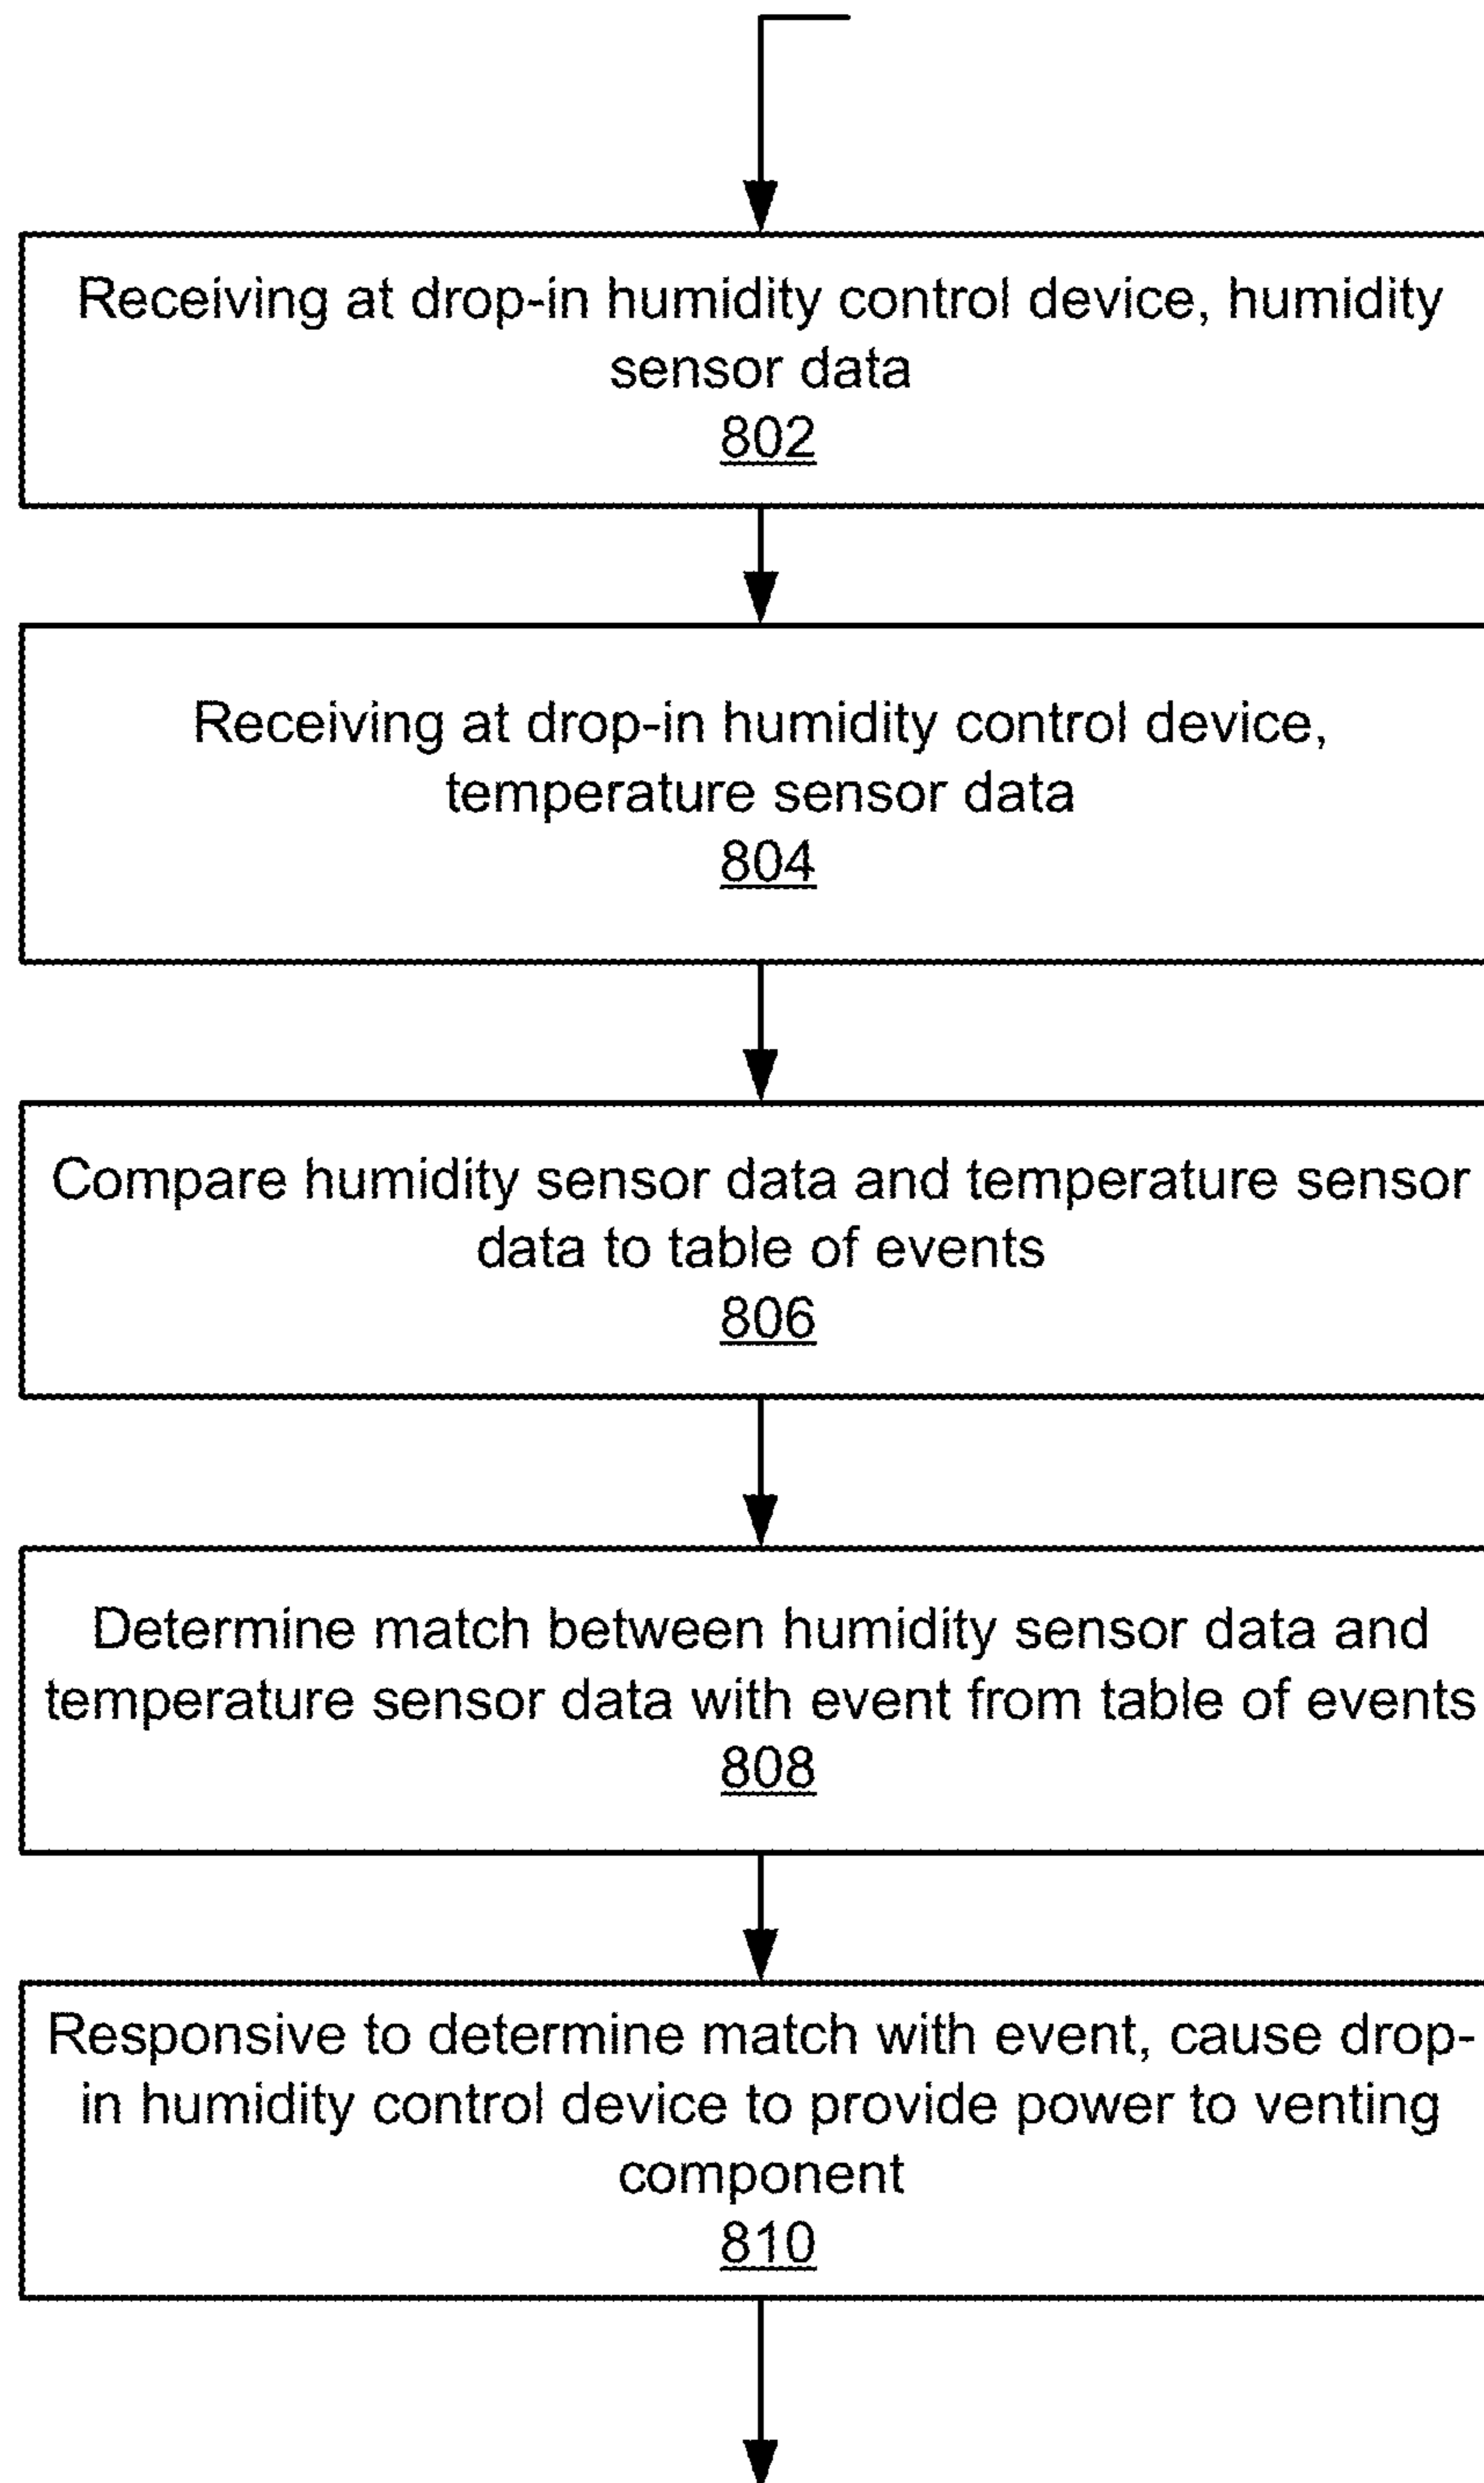 Receiving at drop-in humidity control device, humidity
sensor data
802
Receiving at drop-in humidity control device,
temperature sensor data
804
Compare humidity sensor data and temperature sensor
data to table of events
806
Determine match between humidity sensor data and
temperature sensor data with event from table of events
808
Responsive to determine match with event, cause drop-
in humidity control device to provide power to venting
component
810